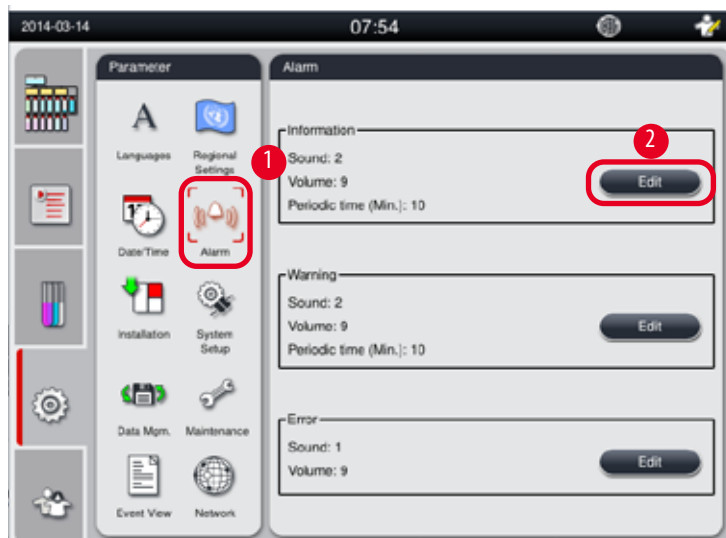 2014-03-14
07:54
Parameter
Languages
Regional Settings
Date/Time
Alarm
Installation
System Setup
Data Mgm.
Maintenance
Event View
Network
1
Alarm
Information
Sound: 2
Volume: 9
Periodic time (Min.): 10
2
Edit
Warning
Sound: 2
Volume: 9
Periodic time (Min.): 10
Edit
Error
Sound: 1
Volume: 9
Edit